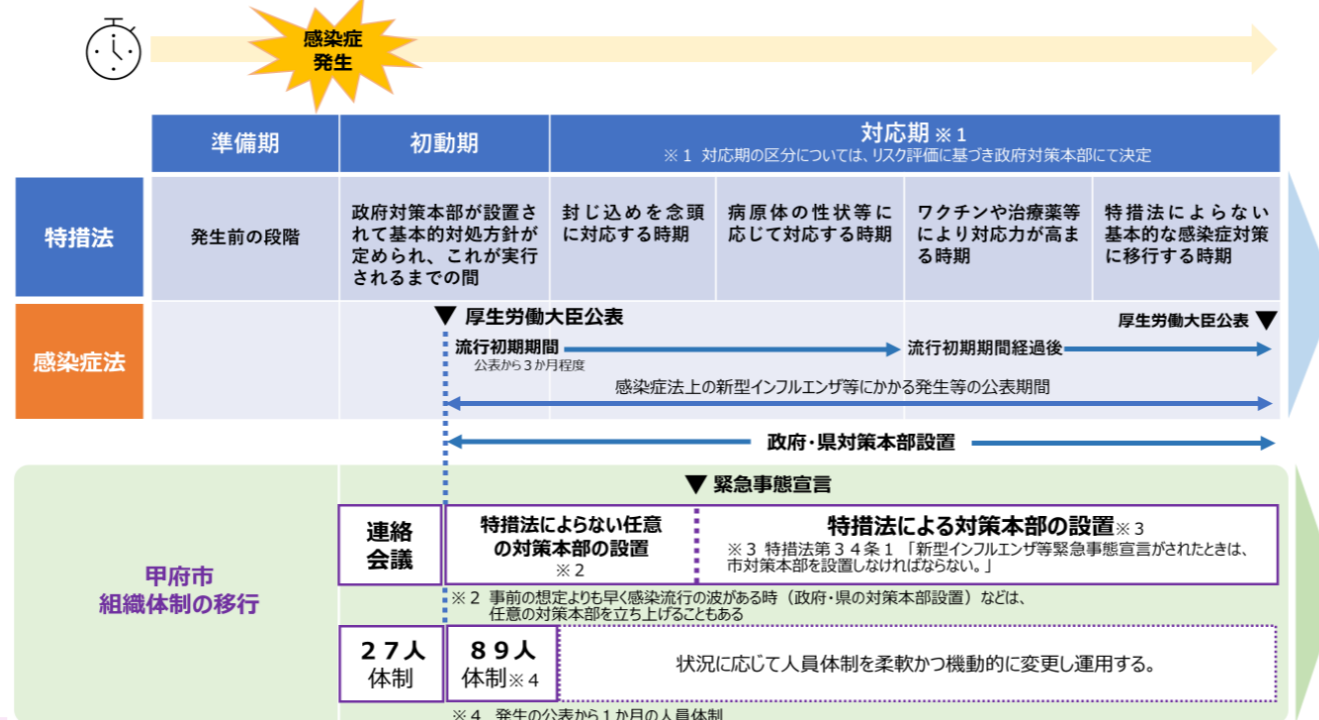 感染症
発生
準備期
初動期
対応期※1
※1 対応期の区分については、リスク評価に基づき政府対策本部にて決定
特措法
発生前の段階
政府対策本部が設置さ
れて基本的対処方針が
定められ、これが実行
されるまでの間
封じ込めを念頭
に対応する時期
病原体の性状等に
応じて対応する時期
ワクチンや治療薬等
により対応力が高ま
る時期
特措法によらない
基本的な感染症対策
に移行する時期
感染症法
▼厚生労働大臣公表
厚生労働大臣公表▼
流行初期期間
公表から3か月程度
流行初期期間経過後
感染症法上の新型インフルエンザ等にかかる発生等の公表期間
政府・県対策本部設置
甲府市
組織体制の移行
▼緊急事態宣言
連絡
会議
特措法によらない任意
の対策本部の設置
※2
特措法による対策本部の設置※3
※3 特措法第34条1「新型インフルエンザ等緊急事態宣言がされたときは、
市対策本部を設置しなければならない。」
※2 事前の想定よりも早く感染流行の波がある時（政府・県の対策本部設置）などは、
任意の対策本部を立ち上げることもある
27人
体制
89人
体制※4
状況に応じて人員体制を柔軟かつ機動的に変更し運用する。
※4 発生の公表から1か月の人員体制